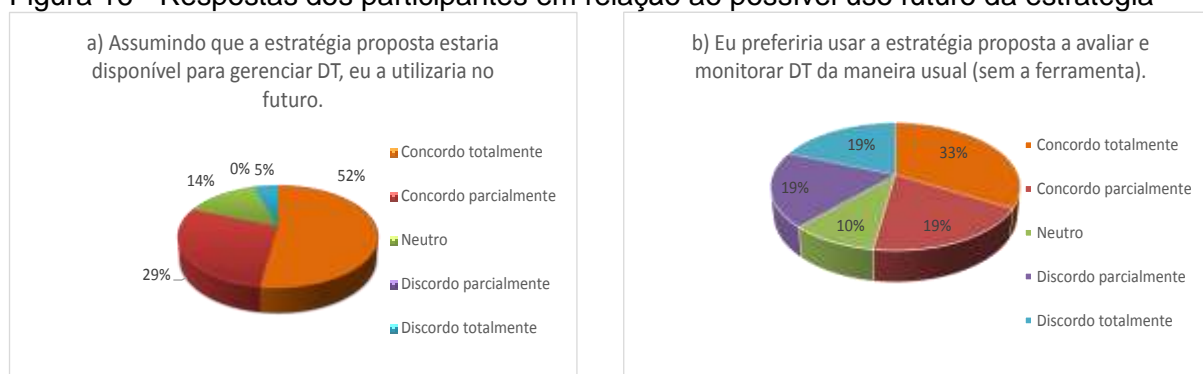 Figura 16 - Respostas dos participantes em relação ao possível uso futuro da estratégia
a) Assumindo que a estratégia proposta estaria
disponível para gerenciar DT, eu a utilizaria no
futuro.
52%
29%
14%
0%
5%
Concordo totalmente
Concordo parcialmente
Neutro
Discordo parcialmente
Discordo totalmente
b) Eu preferiria usar a estratégia proposta a avaliar e
monitorar DT da maneira usual (sem a ferramenta).
33%
19%
10%
19%
19%
Concordo totalmente
Concordo parcialmente
Neutro
Discordo parcialmente
Discordo totalmente